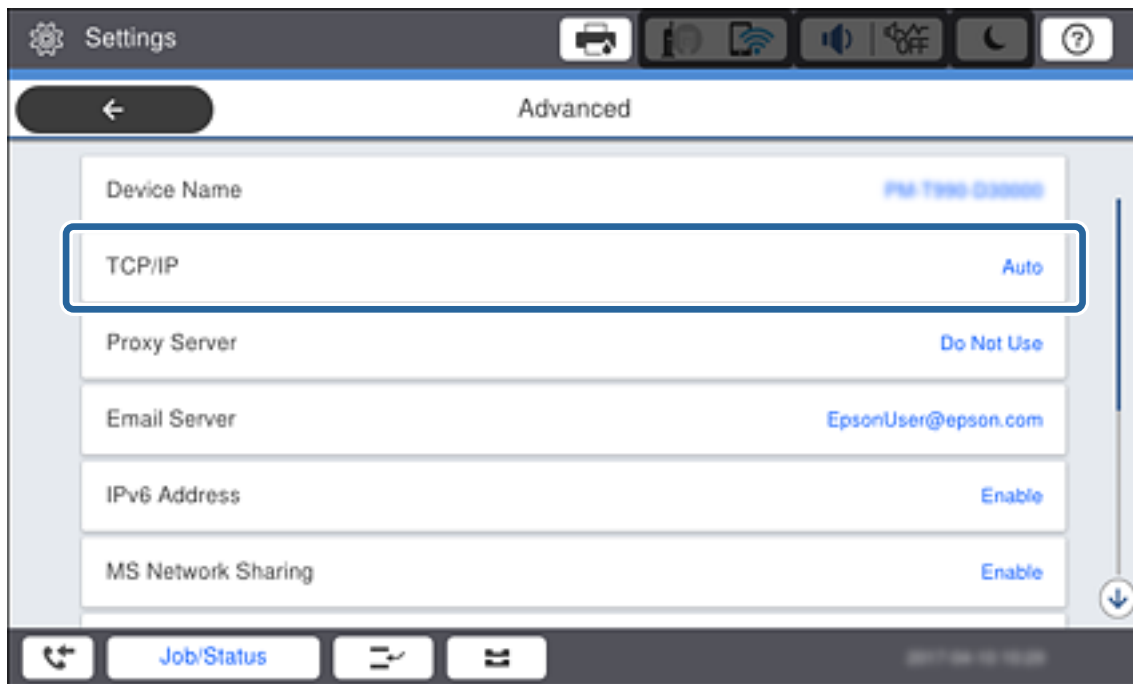 Settings
OFF
?
Advanced
Device Name
TCP/IP Auto
Proxy Server Do Not Use
Email Server EpsonUser@epson.com
IPv6 Address Enable
MS Network Sharing Enable
Job/Status